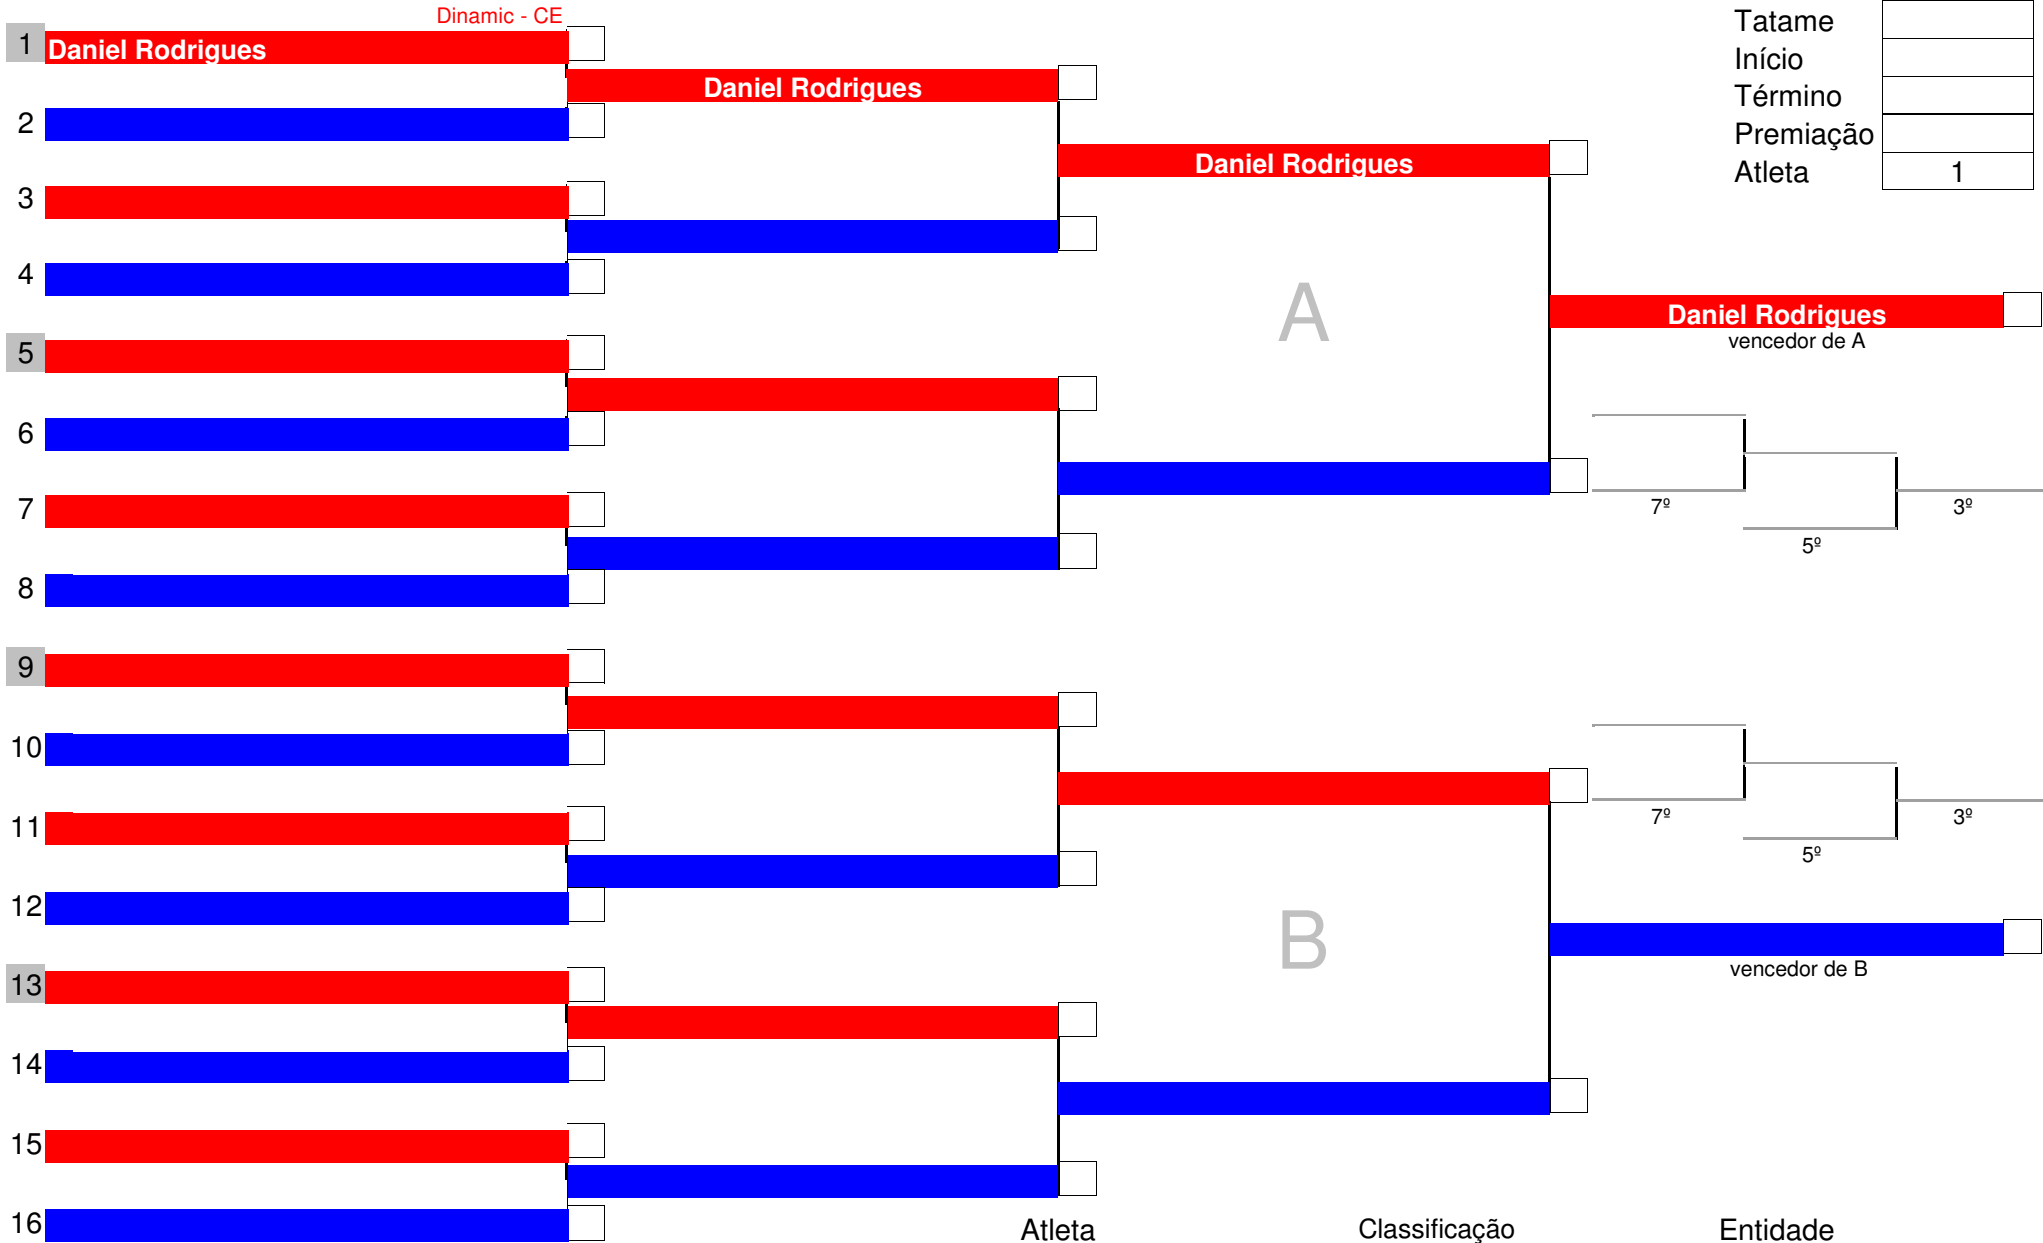 Dinamic - CE
1 Daniel Rodrigues
Daniel Rodrigues
2
Daniel Rodrigues
3
4
A
Daniel Rodrigues
vencedor de A
5
6
7
7º
5º
3º
8
9
10
11
7º
5º
3º
12
B
vencedor de B
13
14
15
16
Tatame
Início
Término
Premiação
Atleta 1
Atleta Classificação Entidade